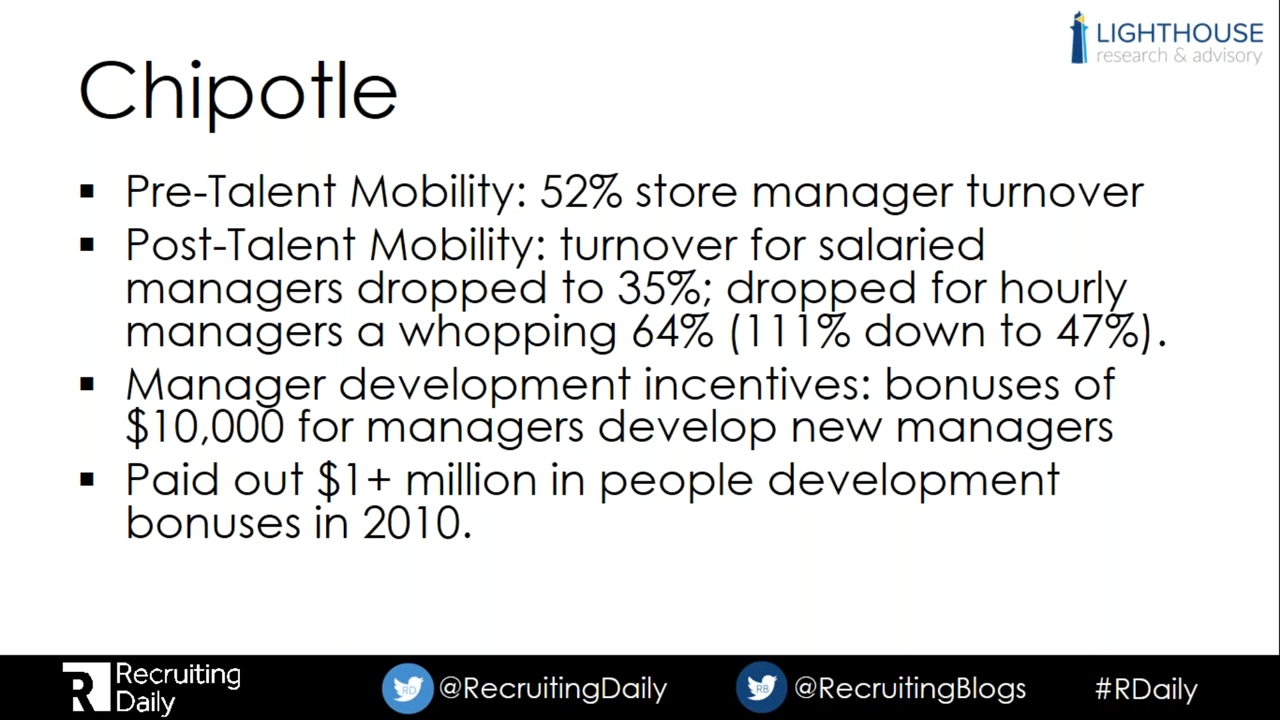 LIGHTHOUSE
research & advisory
Chipotle
▪ Pre-Talent Mobility: 52% store manager turnover
▪ Post-Talent Mobility: turnover for salaried
managers dropped to 35%; dropped for hourly
managers a whopping 64% (111% down to 47%).
▪ Manager development incentives: bonuses of
$10,000 for managers develop new managers
▪ Paid out $1+ million in people development
bonuses in 2010.
R Recruiting
Daily
RD @RecruitingDaily
RB @RecruitingBlogs
#RDaily